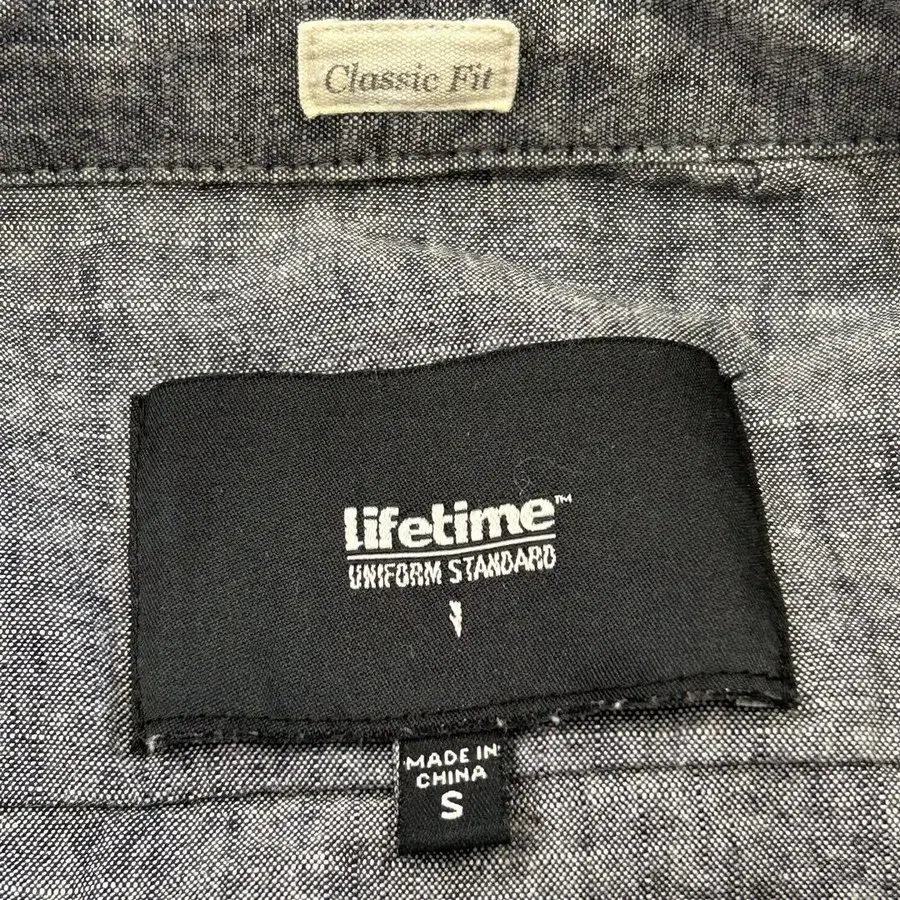 Classic Fit
lifetime™
UNIFORM STANDARD
MADE IN
CHINA
S